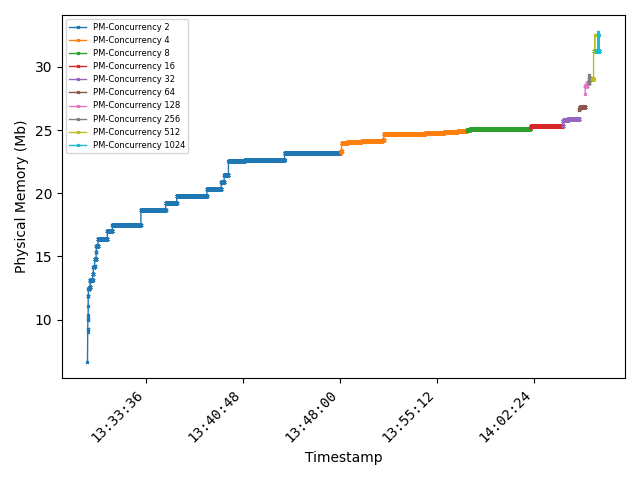 PM-Concurrency 2
PM-Concurrency 4
PM-Concurrency 8
PM-Concurrency 16
PM-Concurrency 32
PM-Concurrency 64
PM-Concurrency 128
PM-Concurrency 256
PM-Concurrency 512
PM-Concurrency 1024
Physical Memory (Mb)
30
25
20
15
10
13:33:36
13:40:48
13:48:00
13:55:12
14:02:24
Timestamp